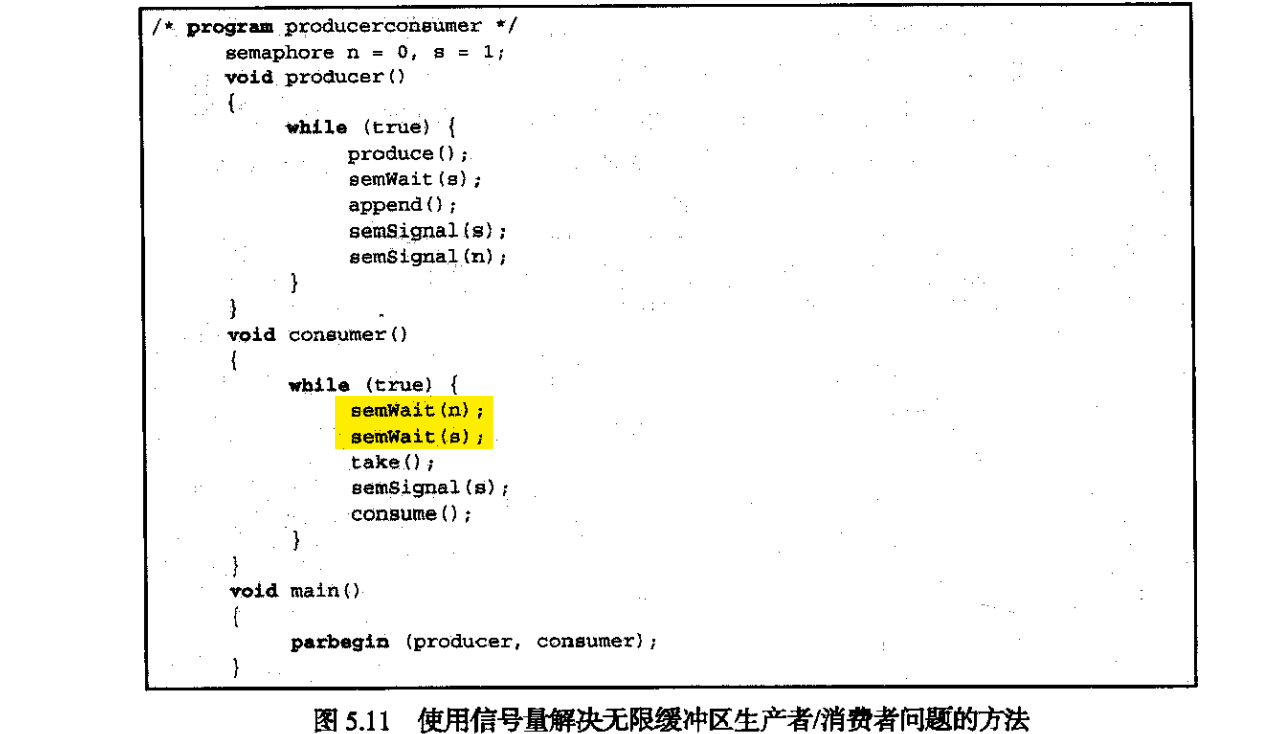 /* program producerconsumer */
semaphore n = 0, s = 1;
void producer()
{
while (true) {
produce();
semWait(s);
append();
semSignal(s);
semSignal(n);
}
}
void consumer()
{
while (true) {
semWait(n);
semWait(s);
take();
semSignal(s);
consume();
}
}
void main()
{
parbegin (producer, consumer);
}
图 5.11 使用信号量解决无限缓冲区生产者/消费者问题的方法